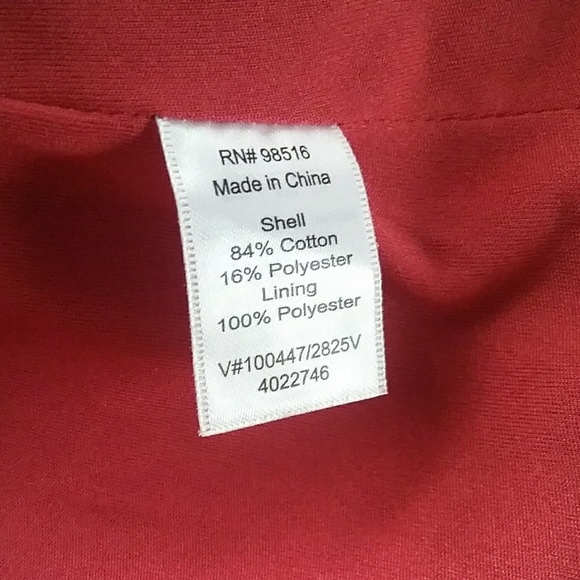 RN# 98516
Made in China
Shell
84% Cotton
16% Polyester
Lining
100% Polyester
V#100447/2825V
4022746